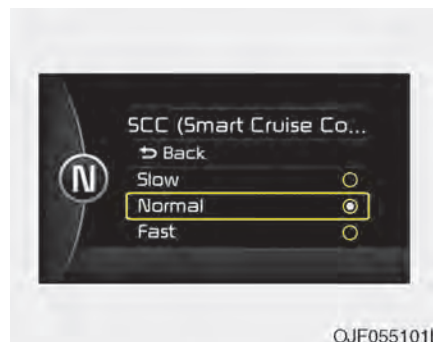 SCC (Smart Cruise Co...
Back
N
Slow
Normal
Fast
OJF055101